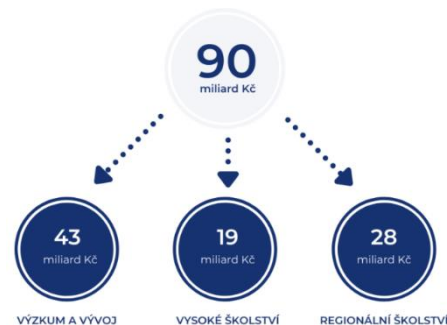 90
miliard Kč
43
miliard Kč
19
miliard Kč
28
miliard Kč
VÝZKUM A VÝVOJ
VYSOKÉ ŠKOLSTVÍ
REGIONÁLNÍ ŠKOLSTVÍ